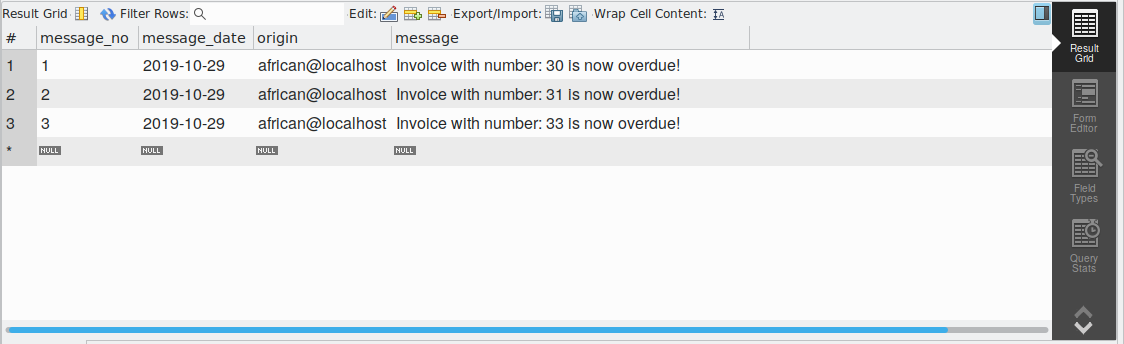 Result Grid Filter Rows: Edit: Export/Import: Wrap Cell Content:
# message_no message_date origin message
1 1 2019-10-29 african@localhost Invoice with number: 30 is now overdue!
2 2 2019-10-29 african@localhost Invoice with number: 31 is now overdue!
3 3 2019-10-29 african@localhost Invoice with number: 33 is now overdue!
* NULL NULL NULL NULL
Result
Grid
Form
Editor
Field
Types
Query
Stats